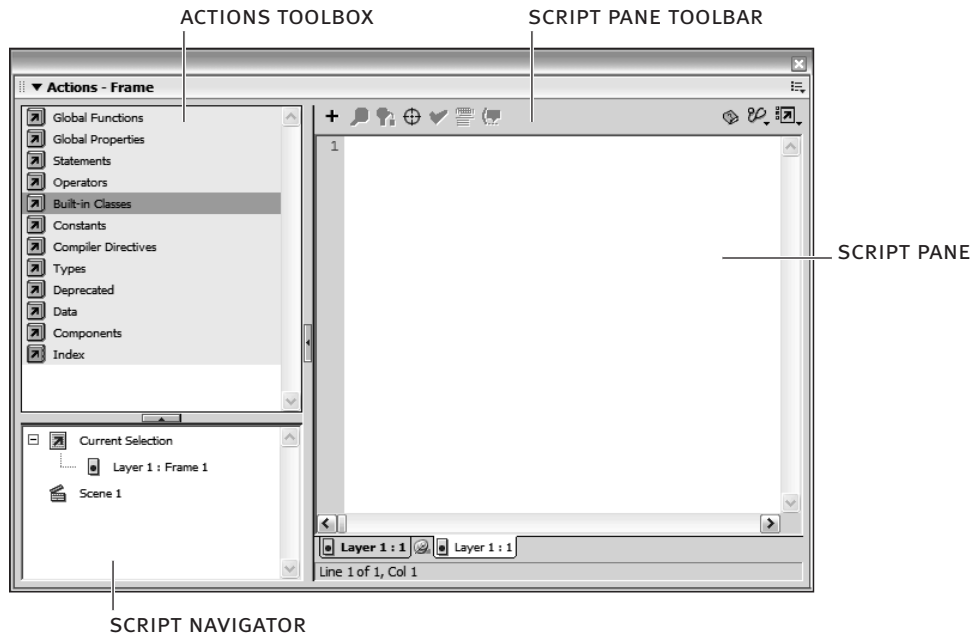 ACTIONS TOOLBOX
SCRIPT PANE TOOLBAR
Actions - Frame
Global Functions
Global Properties
Statements
Operators
Built-in Classes
Constants
Compiler Directives
Types
Deprecated
Data
Components
Index
1
SCRIPT PANE
Current Selection
Layer 1 : Frame 1
Scene 1
Layer 1 : 1
Layer 1 : 1
Line 1 of 1, Col 1
SCRIPT NAVIGATOR